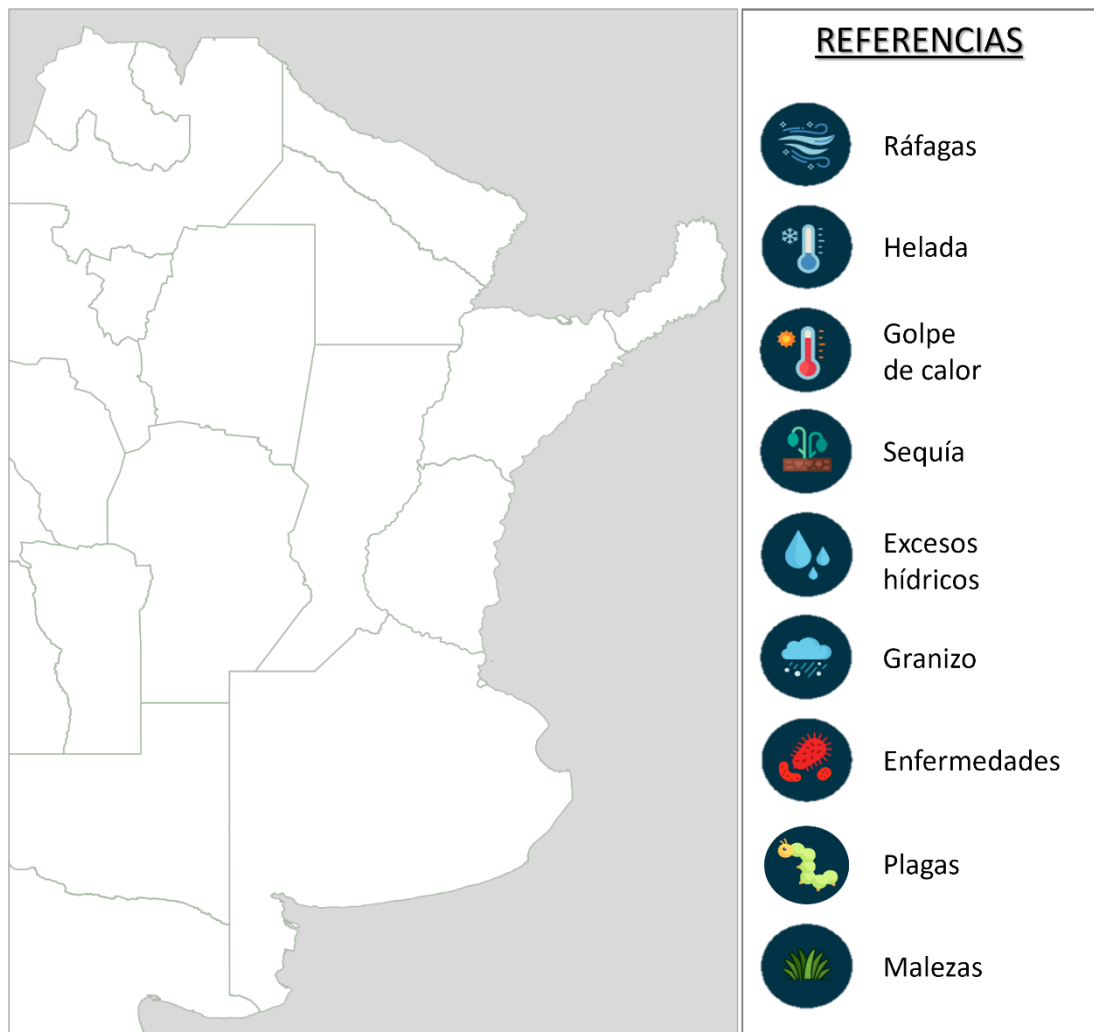 REFERENCIAS
Ráfagas
Helada
Golpe
de calor
Sequía
Excesos
hídricos
Granizo
Enfermedades
Plagas
Malezas